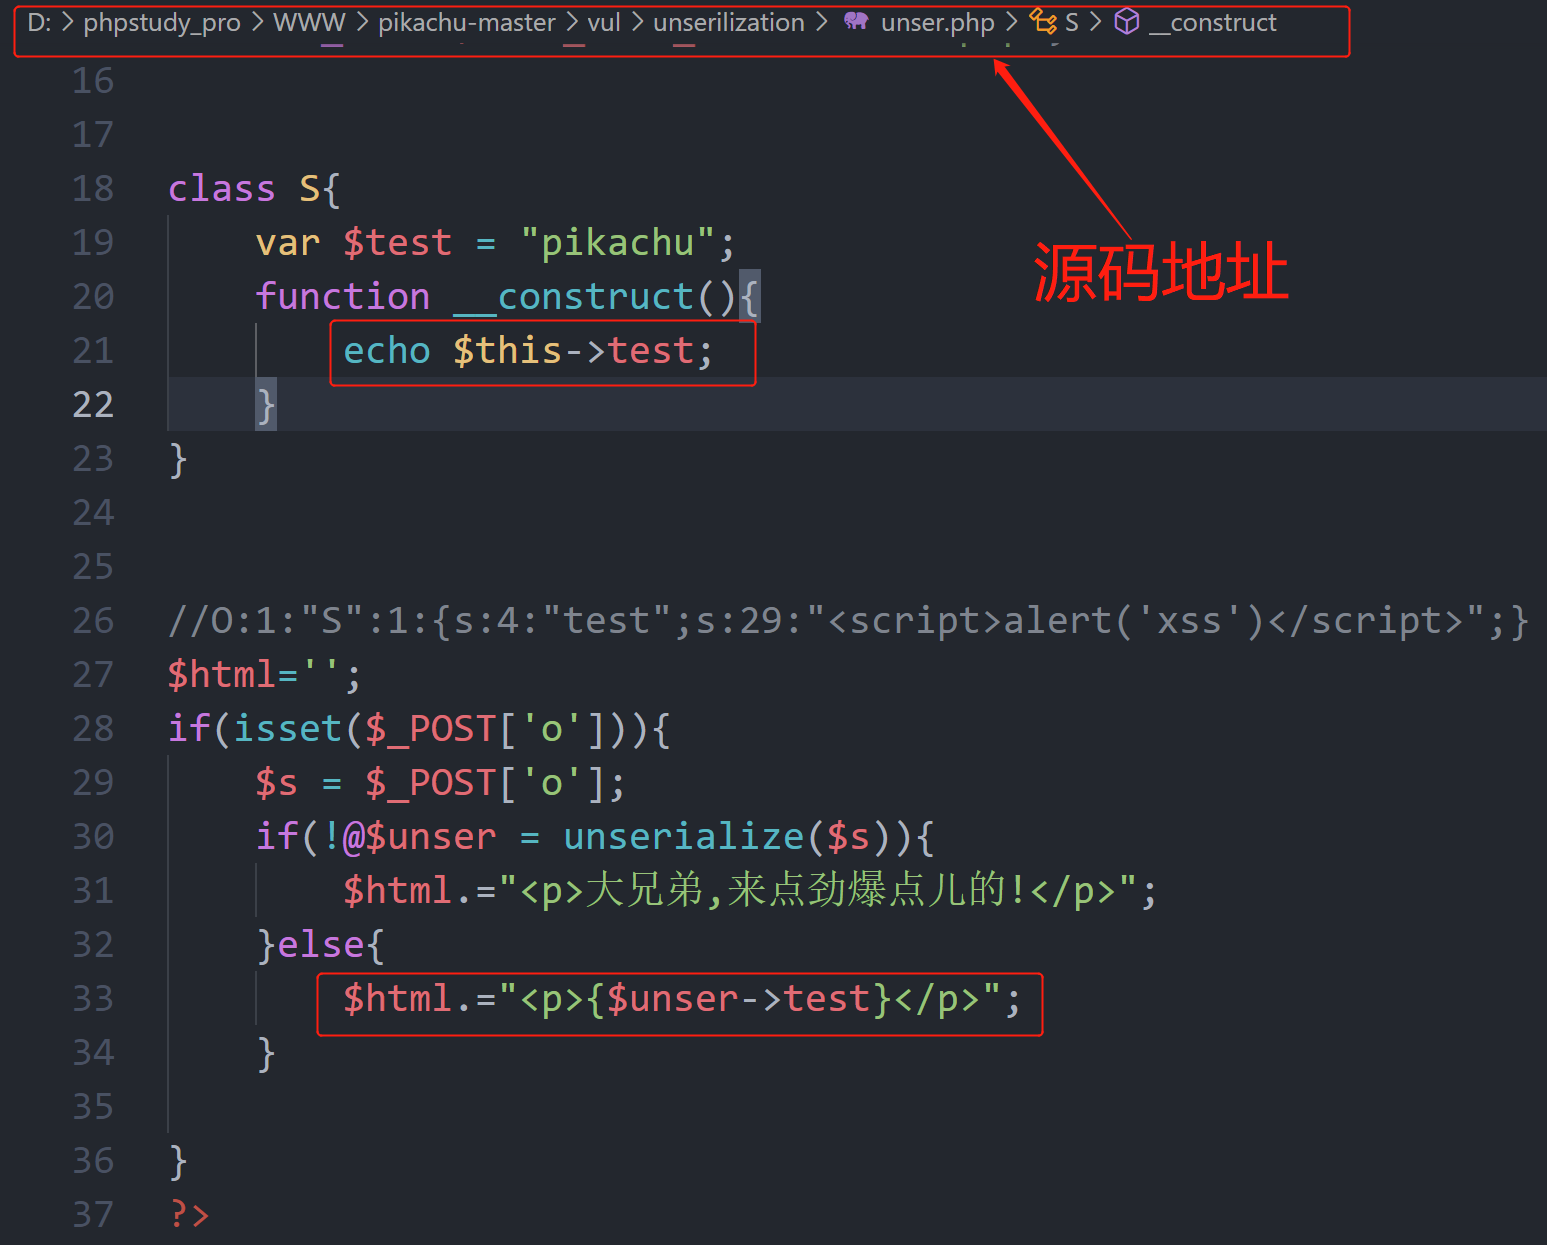 D: > phpstudy_pro > WWW > pikachu-master > vul > unserilization > unser.php > S > __construct
16
17
源码地址
18 class S{
19 var $test = "pikachu";
20 function __construct(){
21 echo $this->test;
22 }
23 }
24
25
26 //O:1:"S":1:{s:4:"test";s:29:"<script>alert('xss')</script>";}
27 $html='';
28 if(isset($_POST['o'])){
29 $s = $_POST['o'];
30 if(!@$unser = unserialize($s)){
31 $html.="<p>大兄弟,来点劲爆点儿的!</p>";
32 }else{
33 $html.="<p>{$unser->test}</p>";
34 }
35
36 }
37 ?>